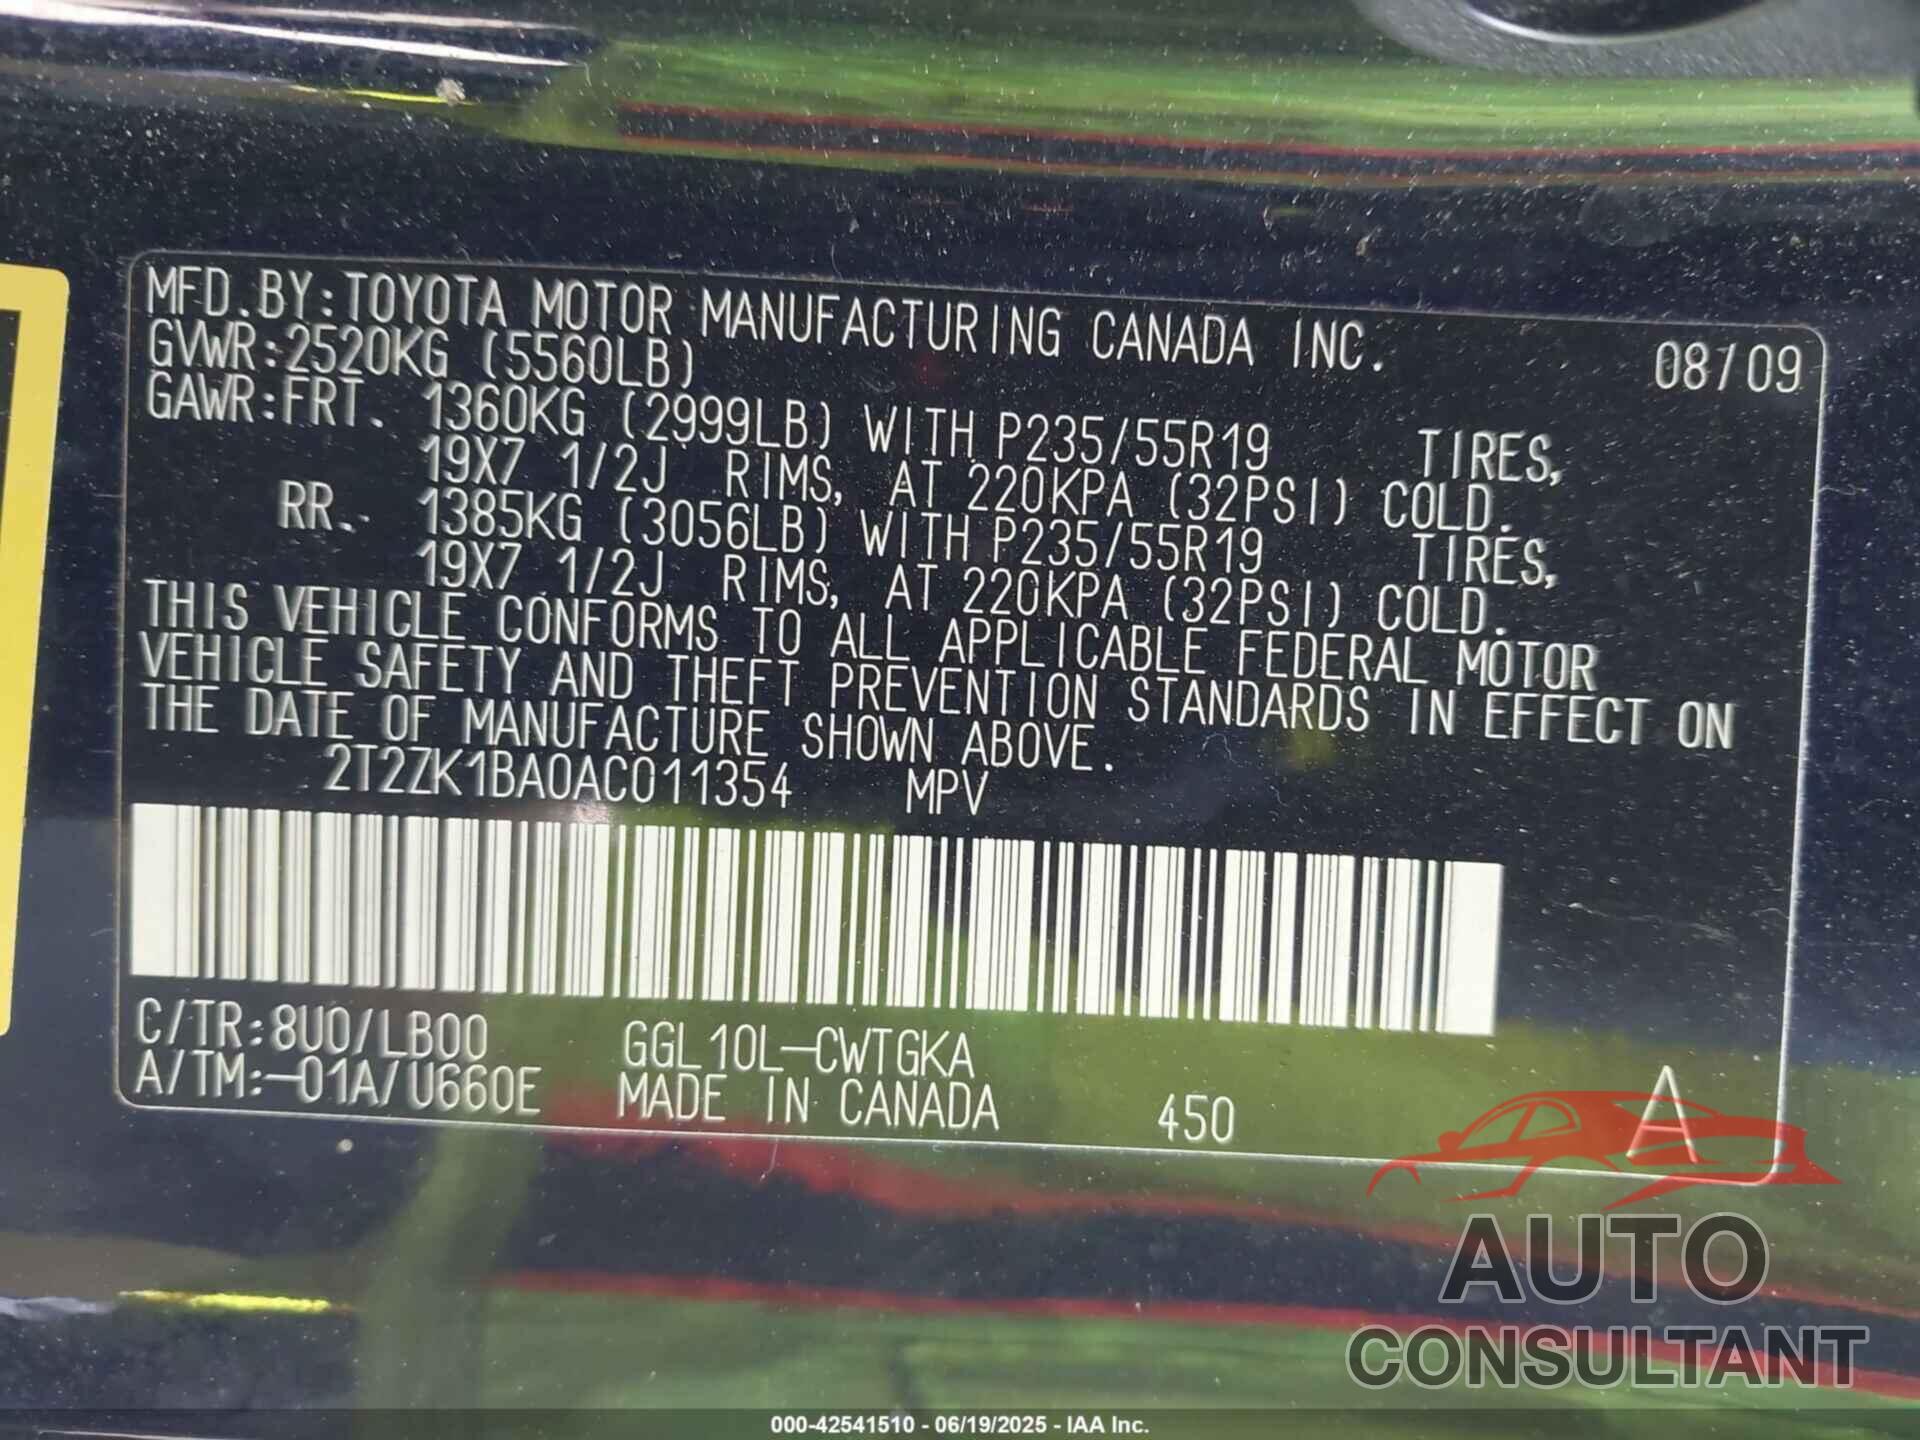 MFD.BY:TOYOTA MOTOR MANUFACTURING CANADA INC. 08/09
GVWR:2520KG (5560LB)
GAWR:FRT. 1360KG (2999LB) WITH P235/55R19 TIRES,
19X7 1/2J RIMS, AT 220KPA (32PSI) COLD.
RR. 1385KG (3056LB) WITH P235/55R19 TIRES,
19X7 1/2J RIMS, AT 220KPA (32PSI) COLD.
THIS VEHICLE CONFORMS TO ALL APPLICABLE FEDERAL MOTOR
VEHICLE SAFETY AND THEFT PREVENTION STANDARDS IN EFFECT ON
THE DATE OF MANUFACTURE SHOWN ABOVE.
2T2ZK1BA0AC011354 MPV
C/TR:8U0/LB00 GGL10L-CWTGKA
A/TM:-01A/U660E MADE IN CANADA 450 A
AUTO
CONSULTANT
000-42541510 - 06/19/2025 - IAA Inc.